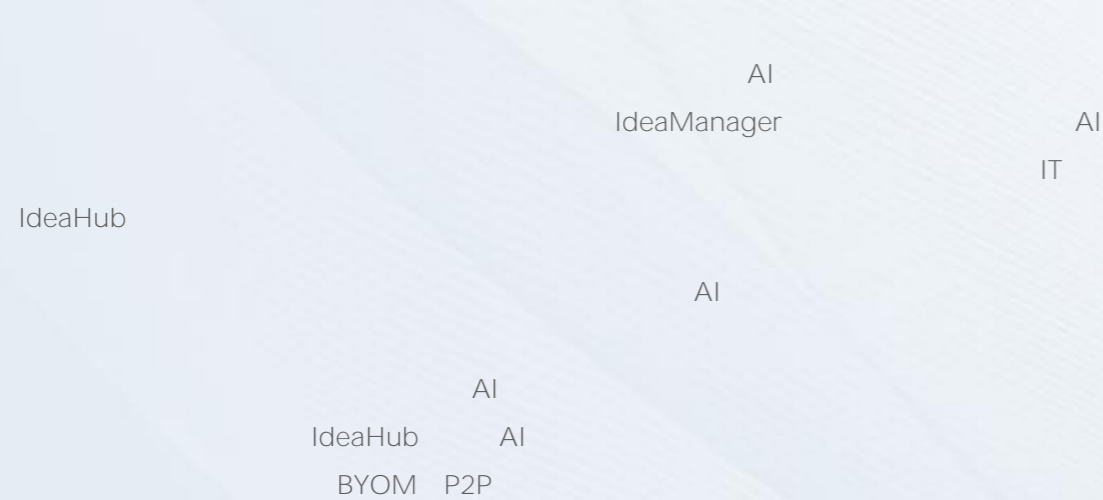 AI
IdeaManager AI
IT
IdeaHub
AI
AI
IdeaHub AI
BYOM P2P